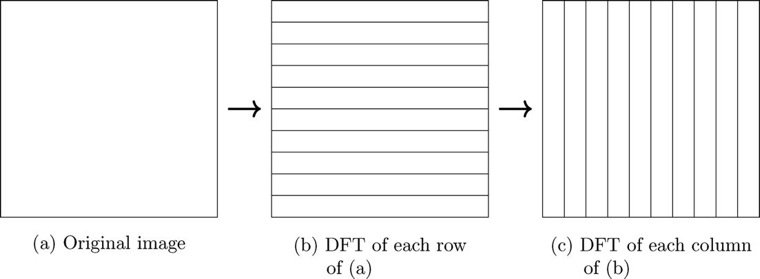 (a) Original image
(b) DFT of each row
of (a)
(c) DFT of each column
of (b)